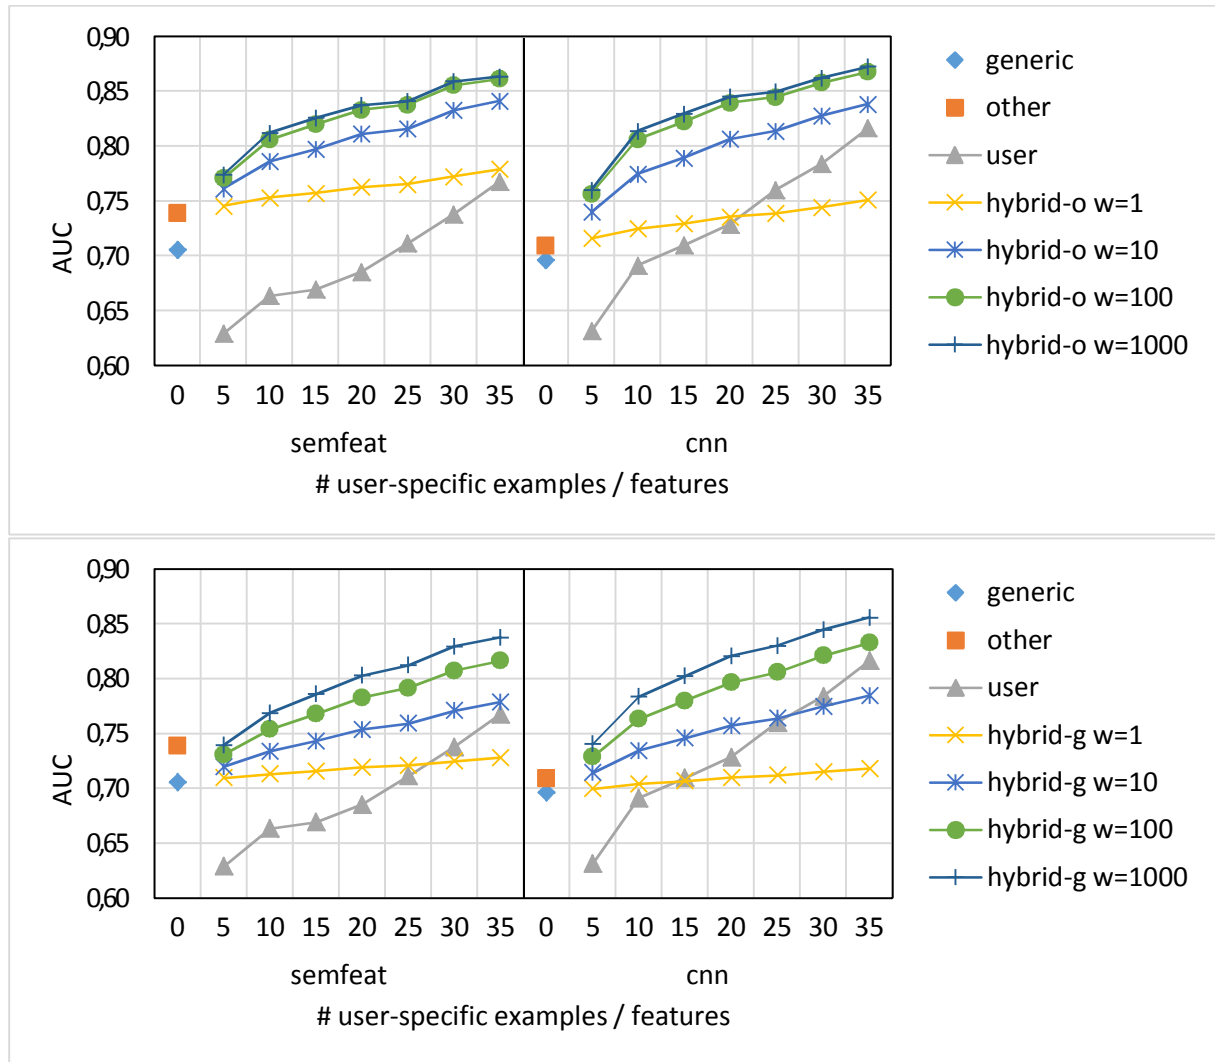 0,90
0,85
0,80
0,75
0,70
0,65
0,60
AUC
0 5 10 15 20 25 30 35 0 5 10 15 20 25 30 35
semfeat cnn
# user-specific examples / features
generic
other
user
hybrid-o w=1
hybrid-o w=10
hybrid-o w=100
hybrid-o w=1000
0,90
0,85
0,80
0,75
0,70
0,65
0,60
AUC
0 5 10 15 20 25 30 35 0 5 10 15 20 25 30 35
semfeat cnn
# user-specific examples / features
generic
other
user
hybrid-g w=1
hybrid-g w=10
hybrid-g w=100
hybrid-g w=1000